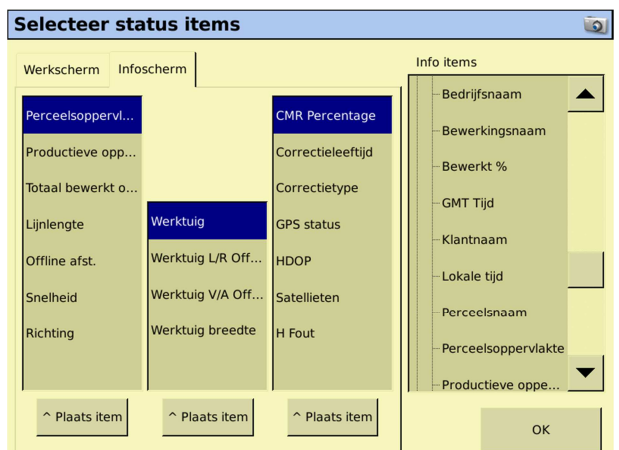 Selecteer status items
Werkscherm
Infoscherm
Perceelsoppervl...
Productieve opp...
Totaal bewerkt o...
Lijnlengte
Offline afst.
Snelheid
Richting
^ Plaats item
Werktuig
Werktuig L/R Off...
Werktuig V/A Off...
Werktuig breedte
^ Plaats item
CMR Percentage
Correctieleeftijd
Correctietype
GPS status
HDOP
Satellieten
H Fout
^ Plaats item
Info items
Bedrijfsnaam
Bewerkingsnaam
Bewerkt %
GMT Tijd
Klantnaam
Lokale tijd
Perceelsnaam
Perceelsoppervlakte
Productieve oppe...
OK